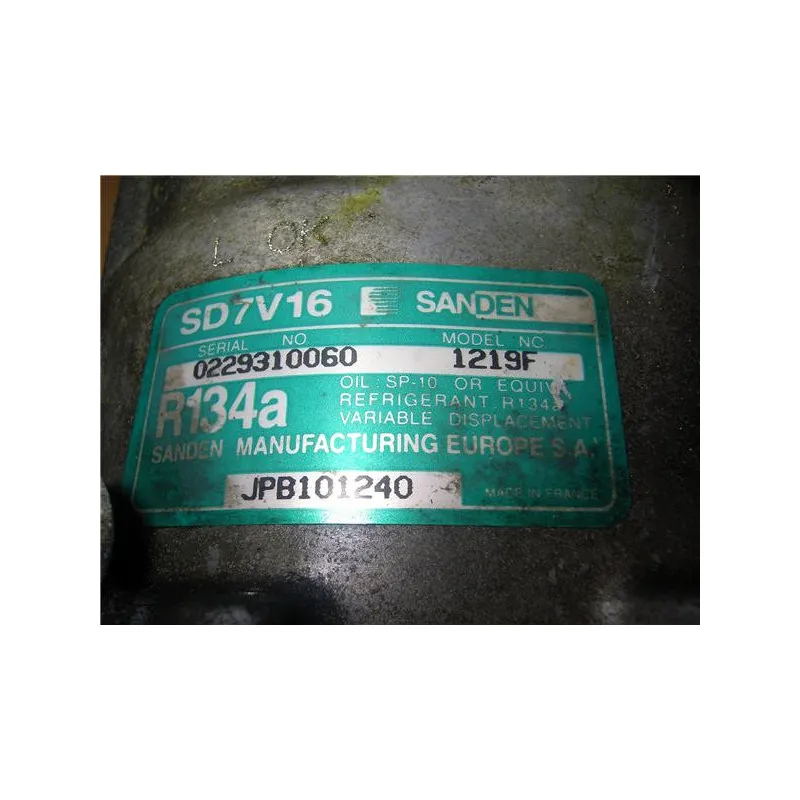 L OK
SD7V16 SANDEN
SERIAL NO MODEL NO
0229310060 1219F
R134a
OIL: SP-10 OR EQUIV
REFRIGERANT R134a
VARIABLE DISPLACEMENT
SANDEN MANUFACTURING EUROPE S.A.
JPB101240 MADE IN FRANCE